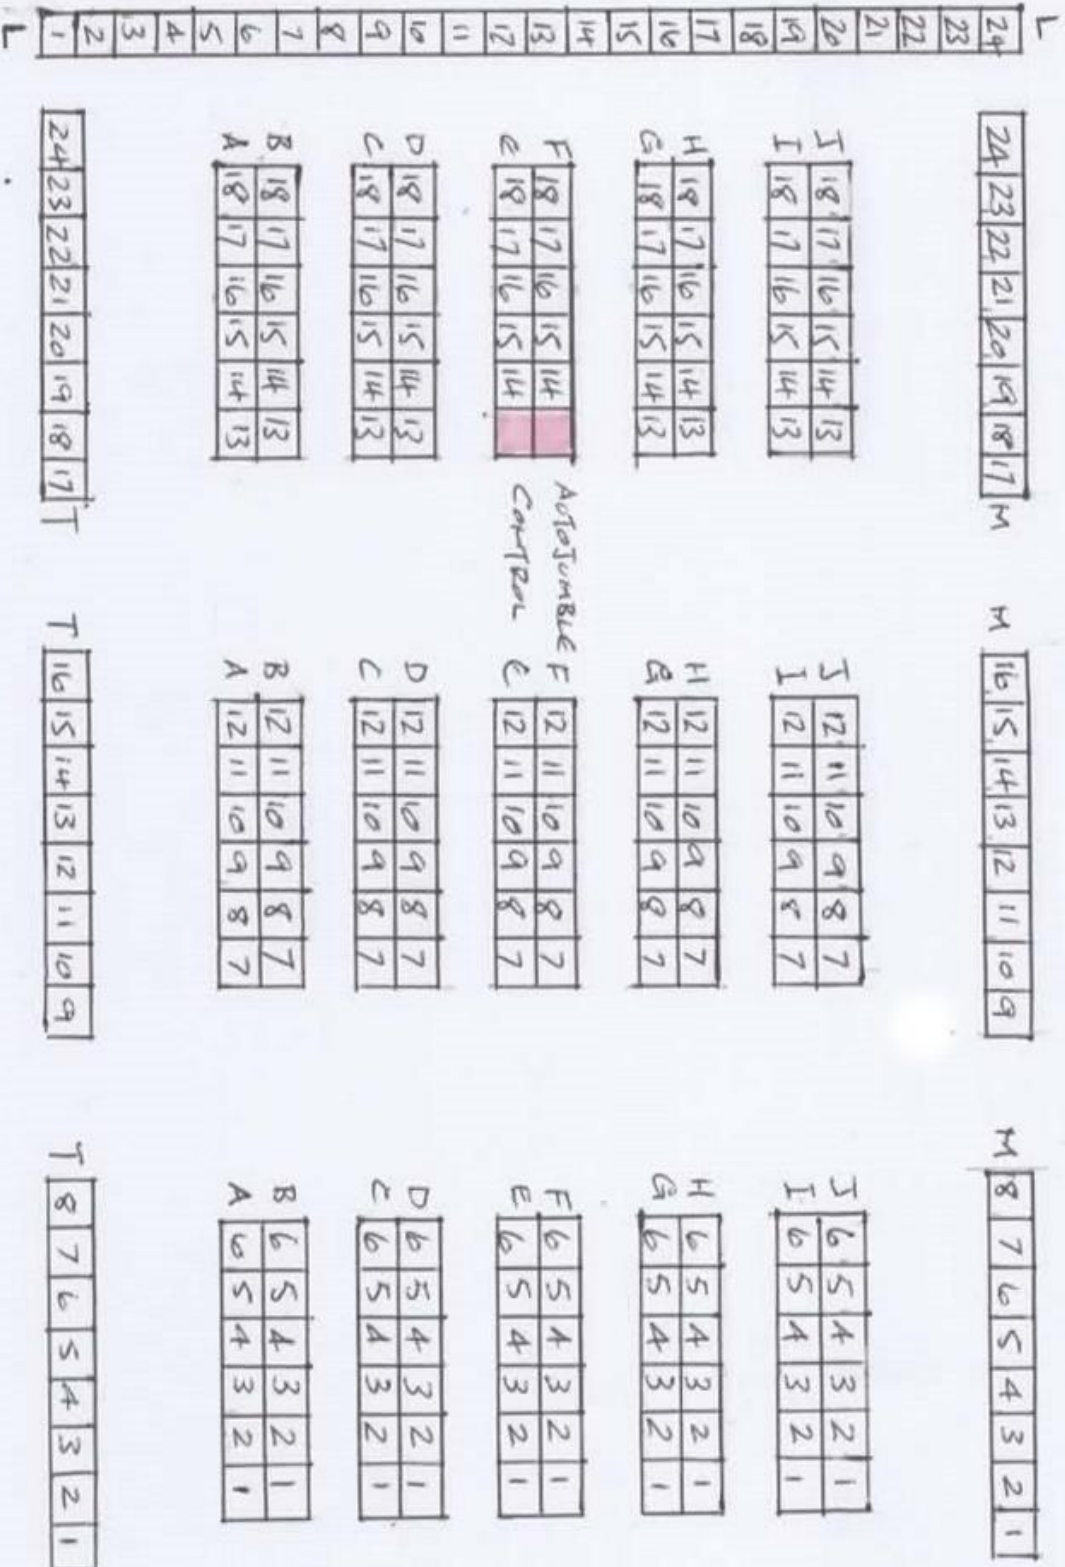 L
24
23
22
21
20
19
18
17
16
15
14
13
12
11
10
9
8
7
6
5
4
3
2
1
L
24 23 22 21 20 19 18 17 M M 16 15 14 13 12 11 10 9 M 8 7 6 5 4 3 2 1
J 18 17 16 15 14 13 J 12 11 10 9 8 7 J 6 5 4 3 2 1
I 18 17 16 15 14 13 I 12 11 10 9 8 7 I 6 5 4 3 2 1
H 18 17 16 15 14 13 H 12 11 10 9 8 7 H 6 5 4 3 2 1
G 18 17 16 15 14 13 G 12 11 10 9 8 7 G 6 5 4 3 2 1
F 18 17 16 15 14 AUTOJUMBLE F 12 11 10 9 8 7 F 6 5 4 3 2 1
e 18 17 16 15 14 CONTROL e 12 11 10 9 8 7 E 6 5 4 3 2 1
D 18 17 16 15 14 13 D 12 11 10 9 8 7 D 6 5 4 3 2 1
C 18 17 16 15 14 13 C 12 11 10 9 8 7 C 6 5 4 3 2 1
B 18 17 16 15 14 13 B 12 11 10 9 8 7 B 6 5 4 3 2 1
A 18 17 16 15 14 13 A 12 11 10 9 8 7 A 6 5 4 3 2 1
24 23 22 21 20 19 18 17 T T 16 15 14 13 12 11 10 9 T 8 7 6 5 4 3 2 1